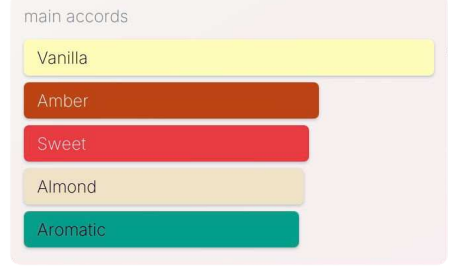 main accords
Vanilla
Amber
Sweet
Almond
Aromatic